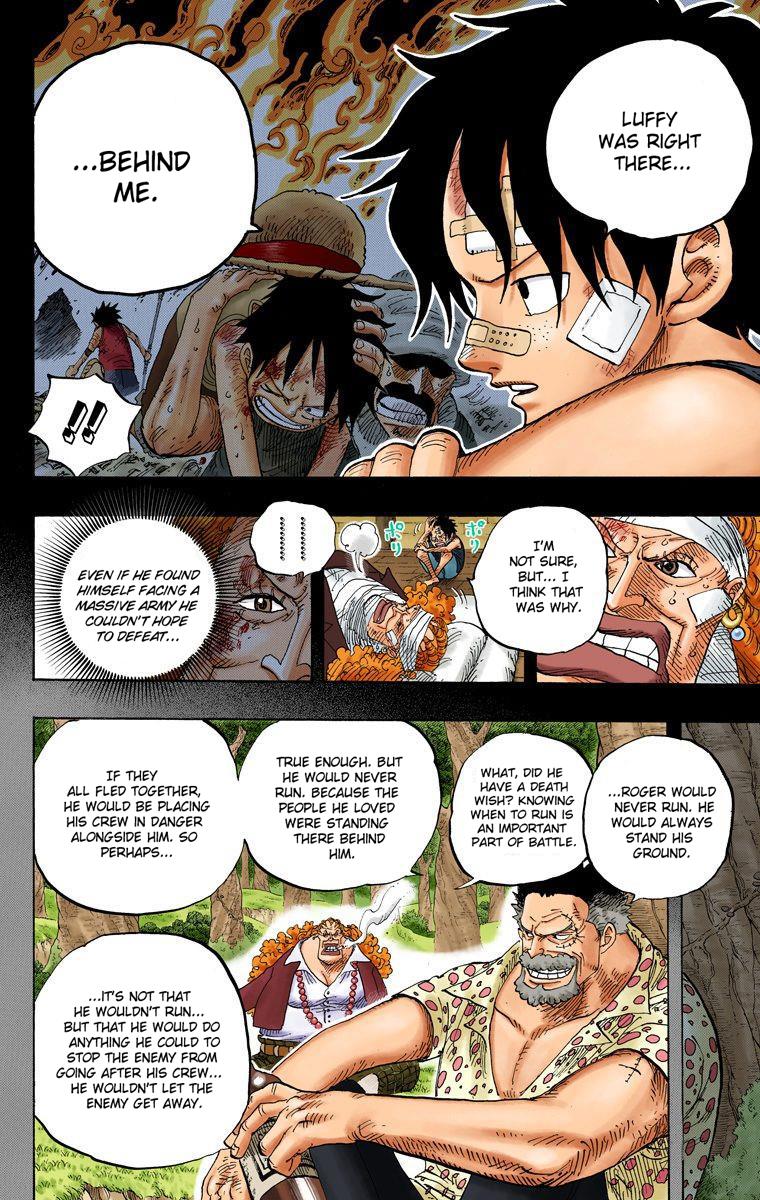 LUFFY
WAS RIGHT
THERE...
...BEHIND
ME.
!!
I'M
NOT SURE,
BUT... I
THINK THAT
WAS WHY.
ポリ
ポリ
............
EVEN IF HE FOUND
HIMSELF FACING A
MASSIVE ARMY HE
COULDN'T HOPE
TO DEFEAT...
...ROGER WOULD
NEVER RUN. HE
WOULD ALWAYS
STAND HIS
GROUND.
WHAT, DID HE
HAVE A DEATH
WISH? KNOWING
WHEN TO RUN IS
AN IMPORTANT
PART OF BATTLE.
TRUE ENOUGH. BUT
HE WOULD NEVER
RUN. BECAUSE THE
PEOPLE HE LOVED
WERE STANDING
THERE BEHIND
HIM.
IF THEY
ALL FLED TOGETHER,
HE WOULD BE PLACING
HIS CREW IN DANGER
ALONGSIDE HIM. SO
PERHAPS...
...IT'S NOT THAT
HE WOULDN'T RUN...
BUT THAT HE WOULD DO
ANYTHING HE COULD TO
STOP THE ENEMY FROM
GOING AFTER HIS CREW...
HE WOULDN'T LET THE
ENEMY GET AWAY.